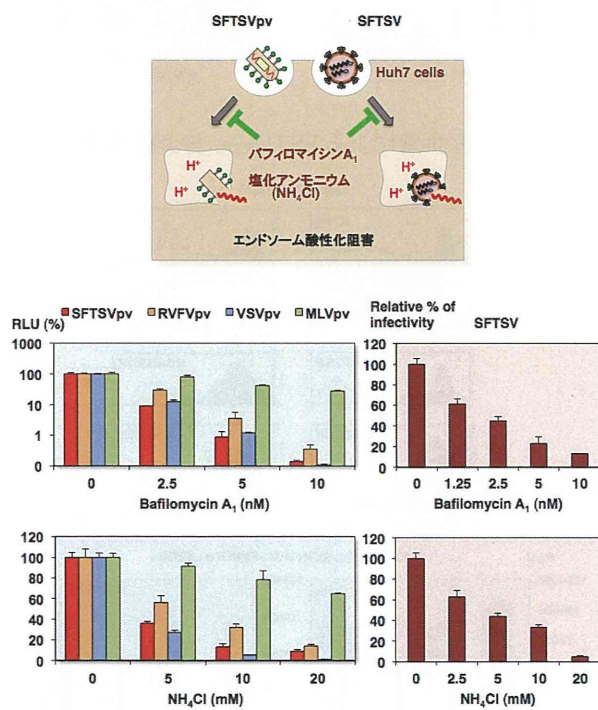 SFTSVpv SFTSV
Huh7 cells
バフィロマイシンA1
H+ H+
塩化アンモニウム
(NH4Cl)
H+ H+
エンドソーム酸性化阻害
SFTSVpv RVFVpv VSVpv MLVpv
RLU (%)
1000
100
10
1
0
0 2.5 5 10
Bafilomycin A1 (nM)
Relative % of
infectivity
SFTSV
120
100
80
60
40
20
0
0 1.25 2.5 5 10
Bafilomycin A1 (nM)
120
100
80
60
40
20
0
0 5 10 20
NH4Cl (mM)
120
100
80
60
40
20
0
0 2.5 5 10 20
NH4Cl (mM)